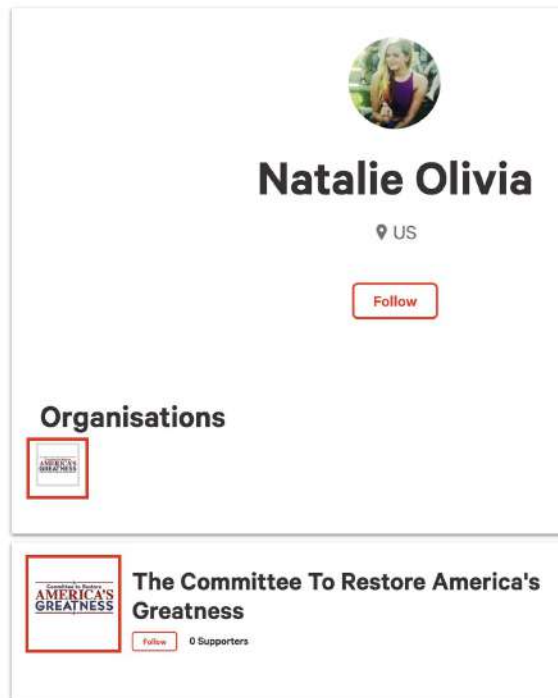 Natalie Olivia
US
Follow
Organisations
AMERICA'S
GREATNESS
Committee to Restore
AMERICA'S
GREATNESS
The Committee To Restore America's
Greatness
Follow 0 Supporters